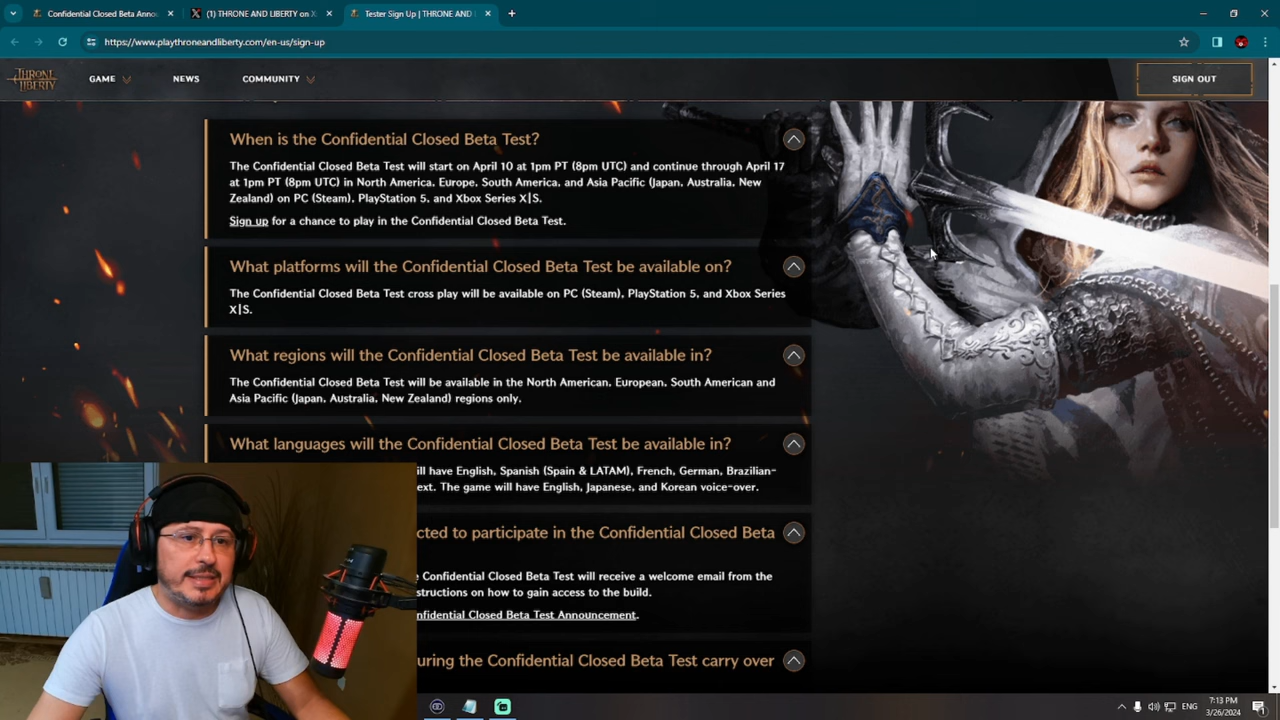 Confidential Closed Beta Annou
(1) THRONE AND LIBERTY on X
Tester Sign Up | THRONE AND
https://www.playthroneandliberty.com/en-us/sign-up
THRONE
LIBERTY
GAME
NEWS
COMMUNITY
SIGN OUT
When is the Confidential Closed Beta Test?
The Confidential Closed Beta Test will start on April 10 at 1pm PT (8pm UTC) and continue through April 17
at 1pm PT (8pm UTC) in North America, Europe, South America, and Asia Pacific (Japan, Australia, New
Zealand) on PC (Steam), PlayStation 5, and Xbox Series X|S.
Sign up for a chance to play in the Confidential Closed Beta Test.
What platforms will the Confidential Closed Beta Test be available on?
The Confidential Closed Beta Test cross play will be available on PC (Steam), PlayStation 5, and Xbox Series
X|S.
What regions will the Confidential Closed Beta Test be available in?
The Confidential Closed Beta Test will be available in the North American, European, South American and
Asia Pacific (Japan, Australia, New Zealand) regions only.
What languages will the Confidential Closed Beta Test be available in?
ill have English, Spanish (Spain & LATAM), French, German, Brazilian-
ext. The game will have English, Japanese, and Korean voice-over.
cted to participate in the Confidential Closed Beta
e Confidential Closed Beta Test will receive a welcome email from the
structions on how to gain access to the build.
nfidential Closed Beta Test Announcement.
uring the Confidential Closed Beta Test carry over
ENG
7:13 PM
3/26/2024